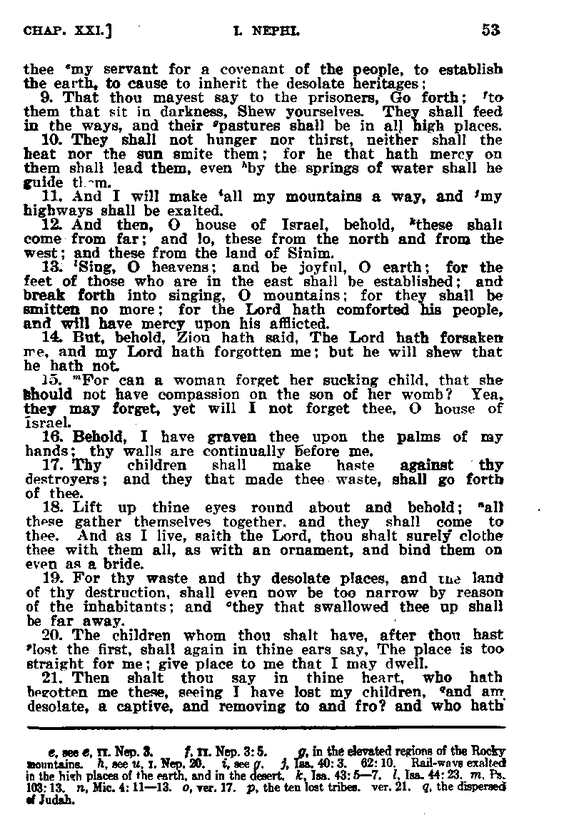 CHAP. XXI.] I. NEPHI. 53
thee ᵉmy servant for a covenant of the people, to establish
the earth, to cause to inherit the desolate heritages;
9. That thou mayest say to the prisoners, Go forth; ᶠto
them that sit in darkness, Shew yourselves. They shall feed
in the ways, and their ᵍpastures shall be in all high places.
10. They shall not hunger nor thirst, neither shall the
heat nor the sun smite them; for he that hath mercy on
them shall lead them, even ʰby the springs of water shall he
guide
11. And I will make ⁱall my mountains a way, and ʲmy
highways shall be exalted.
12. And then, O house of Israel, behold, ᵏthese shall
come from far; and lo, these from the north and from the
west; and these from the land of Sinim.
13. ˡSing, O heavens; and be joyful, O earth; for the
feet of those who are in the east shall be established; and
break forth into singing, O mountains; for they shall be
smitten no more; for the Lord hath comforted his people,
and will have mercy upon his afflicted.
14. But, behold, Zion hath said, The Lord hath forsaken
me, and my Lord hath forgotten me; but he will shew that
he hath not.
15. ᵐFor can a woman forget her sucking child, that she
should not have compassion on the son of her womb? Yea,
they may forget, yet will I not forget thee, O house of
Israel.
16. Behold, I have graven thee upon the palms of my
hands; thy walls are continually before me.
17. Thy children shall make haste against thy
destroyers; and they that made thee waste, shall go forth
of thee.
18. Lift up thine eyes round about and behold; ⁿall
these gather themselves together, and they shall come to
thee. And as I live, saith the Lord, thou shalt surely clothe
thee with them all, as with an ornament, and bind them on
even as a bride.
19. For thy waste and thy desolate places, and the land
of thy destruction, shall even now be too narrow by reason
of the inhabitants; and ᵒthey that swallowed thee up shall
be far away.
20. The children whom thou shalt have, after thou hast
ᵖlost the first, shall again in thine ears say, The place is too
straight for me; give place to me that I may dwell.
21. Then shalt thou say in thine heart, who hath
begotten me these, seeing I have lost my children, qand am
desolate, a captive, and removing to and fro? and who hath
e, see e, II. Nep. 3. f, II. Nep. 3: 5. g, in the elevated regions of the Rocky
mountains. h, see u, I. Nep. 20. i, see g. j, Isa. 40: 3. 62: 10. Rail-ways exalted
in the high places of the earth, and in the desert. k, Isa. 43: 5—7. l, Isa. 44: 23. m, Ps.
103: 13. n, Mic. 4: 11—13. o, ver. 17. p, the ten lost tribes. ver. 21. q, the dispersed
of Judah.